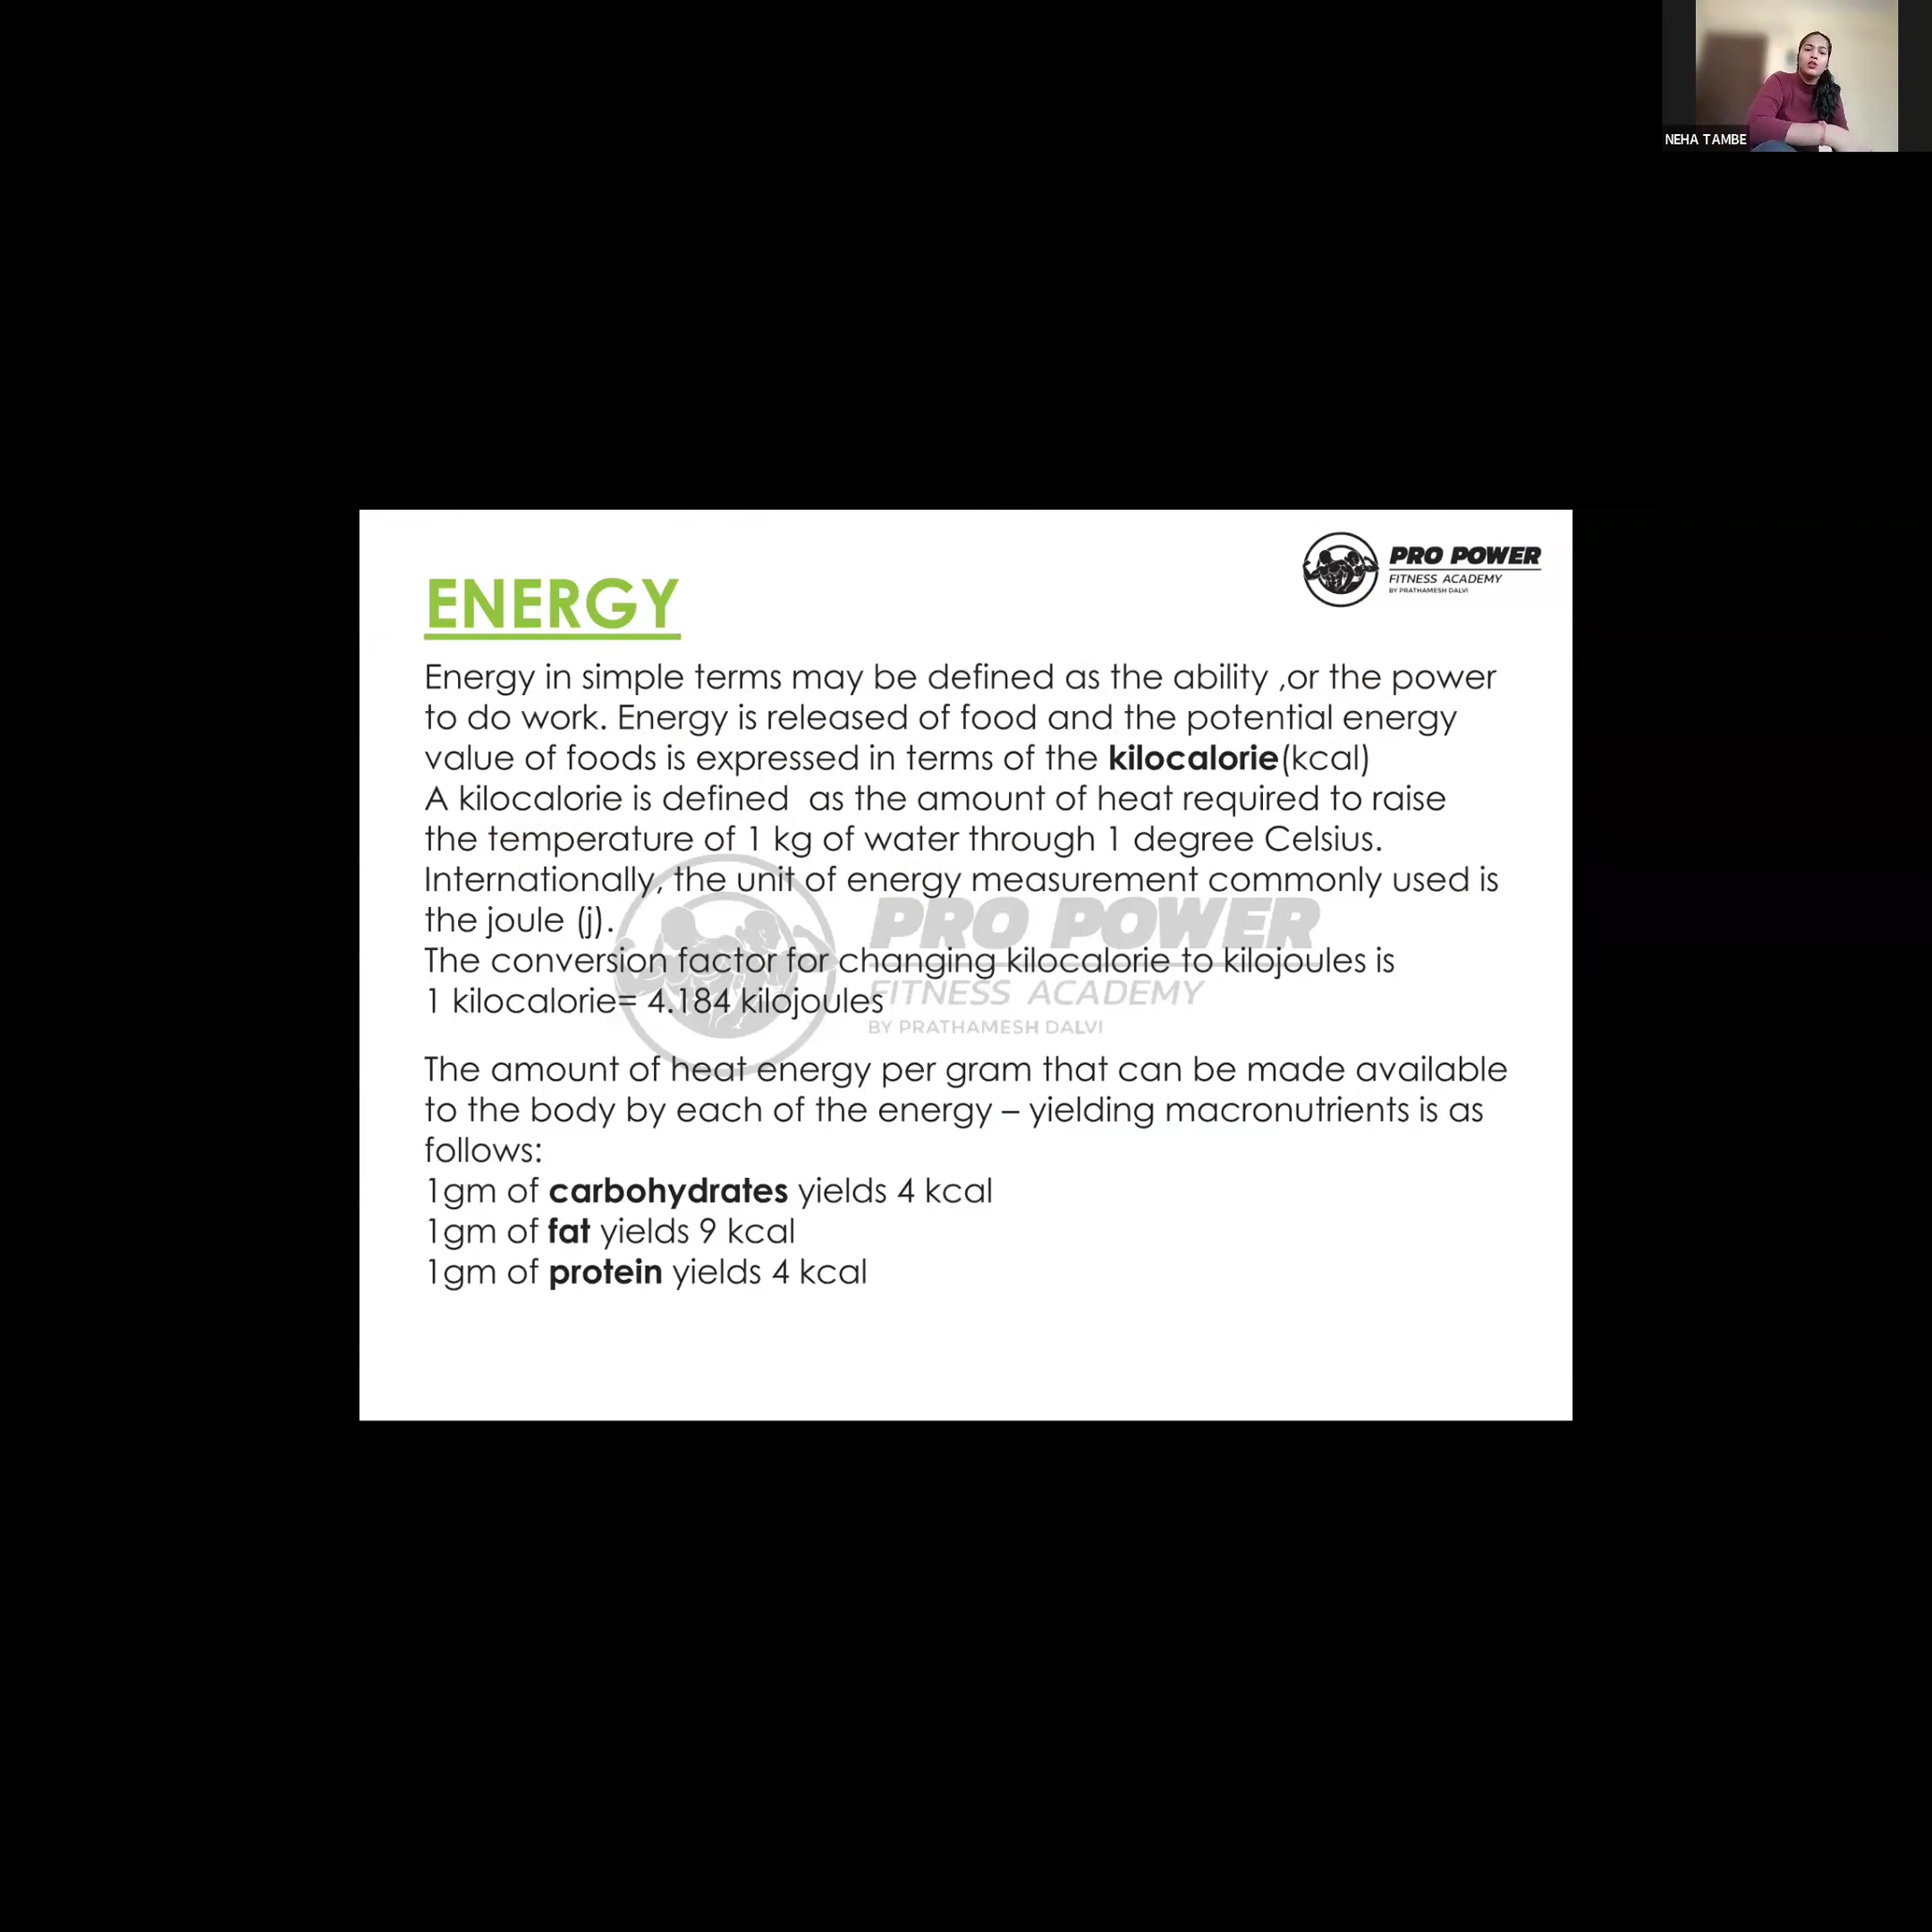 NEHA TAMBE
PRO POWER
FITNESS ACADEMY
BY PRATHAMESH DALVI
ENERGY
Energy in simple terms may be defined as the ability ,or the power
to do work. Energy is released of food and the potential energy
value of foods is expressed in terms of the kilocalorie(kcal)
A kilocalorie is defined  as the amount of heat required to raise
the temperature of 1 kg of water through 1 degree Celsius.
Internationally, the unit of energy measurement commonly used is
the joule (j).
The conversion factor for changing kilocalorie to kilojoules is
1 kilocalorie= 4.184 kilojoules
PRO POWER
FITNESS ACADEMY
BY PRATHAMESH DALVI
The amount of heat energy per gram that can be made available
to the body by each of the energy – yielding macronutrients is as
follows:
1gm of carbohydrates yields 4 kcal
1gm of fat yields 9 kcal
1gm of protein yields 4 kcal